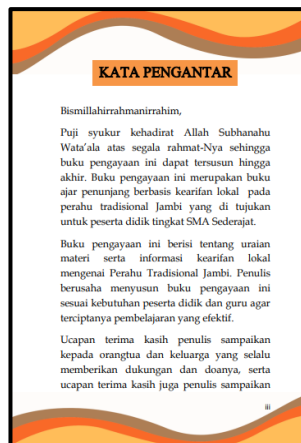 KATA PENGANTAR
Bismillahirrahmanirrahim,
Puji syukur kehadirat Allah Subhanahu
Wata'ala atas segala rahmat-Nya sehingga
buku pengayaan ini dapat tersusun hingga
akhir. Buku pengayaan ini merupakan buku
ajar penunjang berbasis kearifan lokal pada
perahu tradisional Jambi yang di tujukan
untuk peserta didik tingkat SMA Sederajat.
Buku pengayaan ini berisi tentang uraian
materi serta informasi kearifan lokal
mengenai Perahu Tradisional Jambi. Penulis
berusaha menyusun buku pengayaan ini
sesuai kebutuhan peserta didik dan guru agar
terciptanya pembelajaran yang efektif.
Ucapan terima kasih penulis sampaikan
kepada orangtua dan keluarga yang selalu
memberikan dukungan dan doanya, serta
ucapan terima kasih juga penulis sampaikan
iii